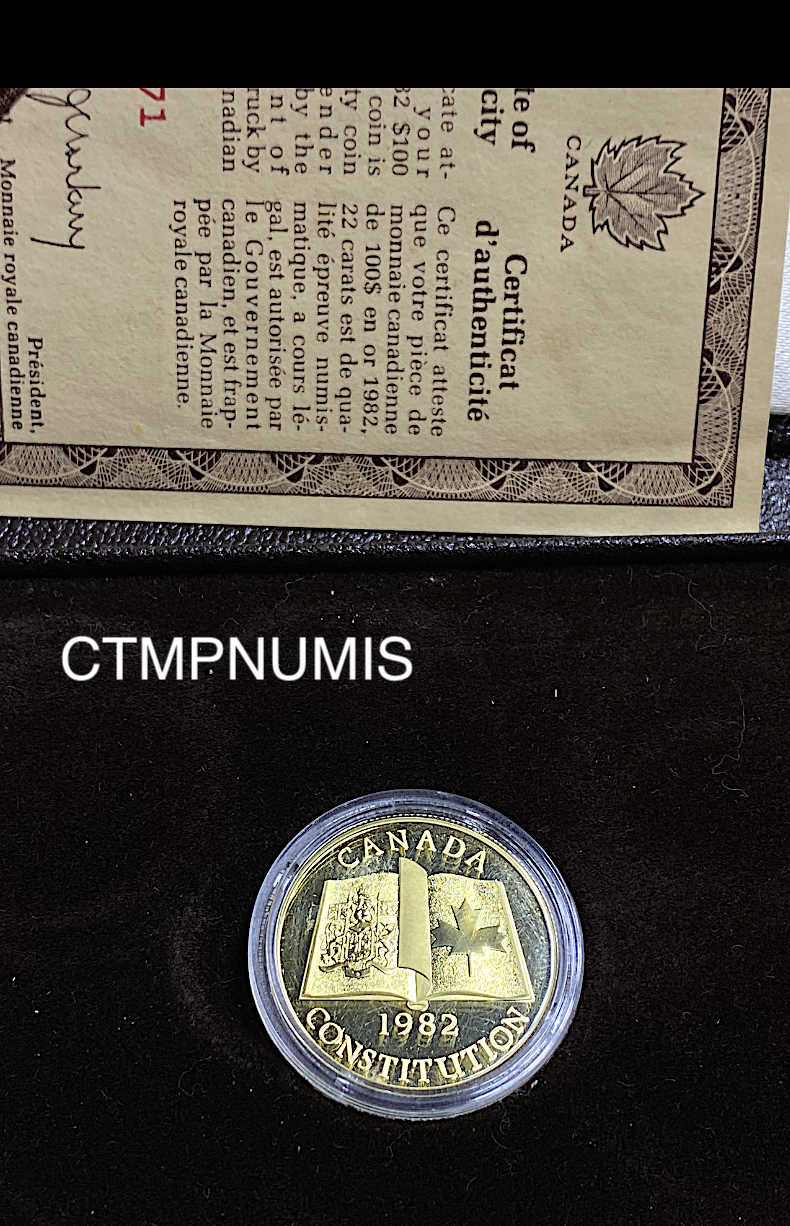 CANADA
te of
city
Certificat
d'authenticité
cate at-
your
32 $100
coin is
ty coin
ender
by the
nt of
ruck by
nadian
Ce certificat atteste
que votre pièce de
monnaie canadienne
de 100$ en or 1982,
22 carats est de qua-
lité épreuve numis-
matique, a cours lé-
gal, est autorisée par
le Gouvernement
canadien, et est frap-
pée par la Monnaie
royale canadienne.
71
Président,
Monnaie royale canadienne
CTMPNUMIS
CANADA
1982
CONSTITUTION